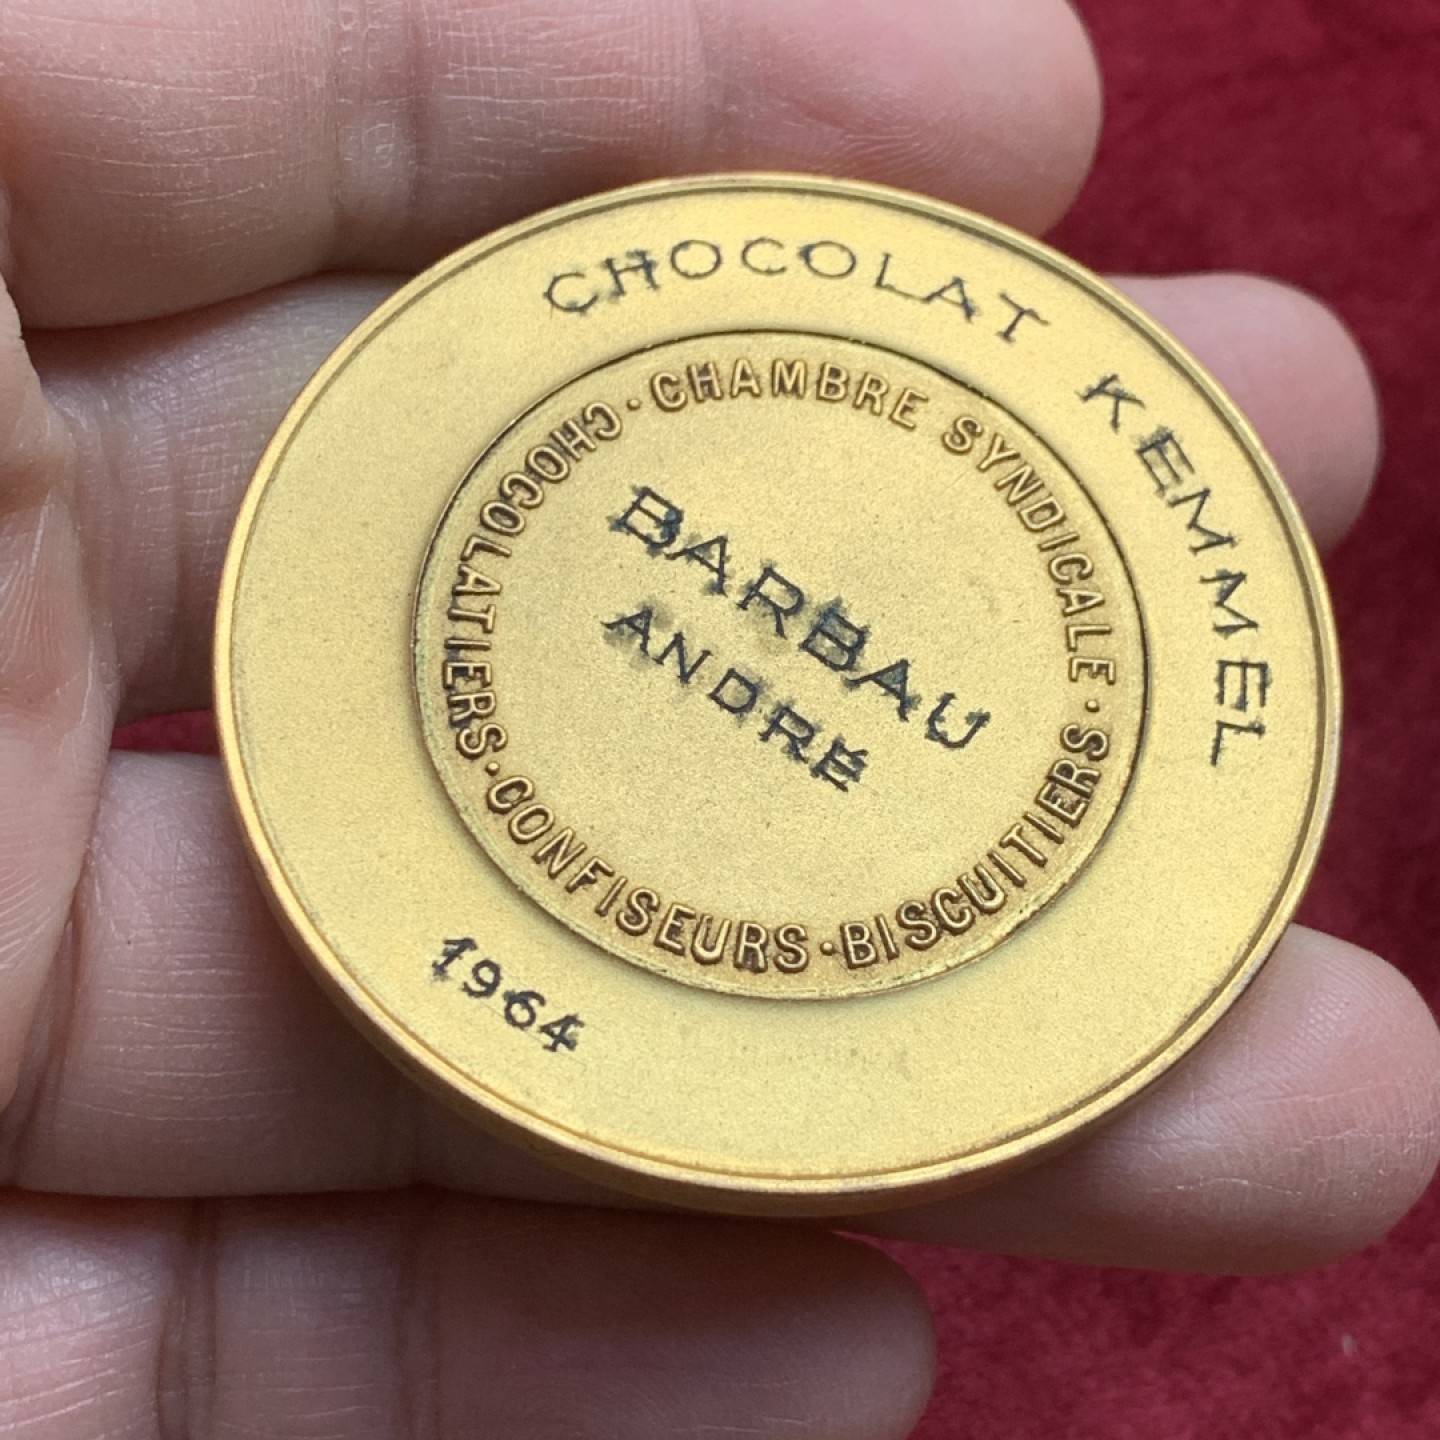 CHOCOLAT KEMMEL
CHAMBRE SYNDICALE · BISCUITIERS · CONFISEURS · CHOCOLATIERS ·
BARBAU
ANDRÉ
1964